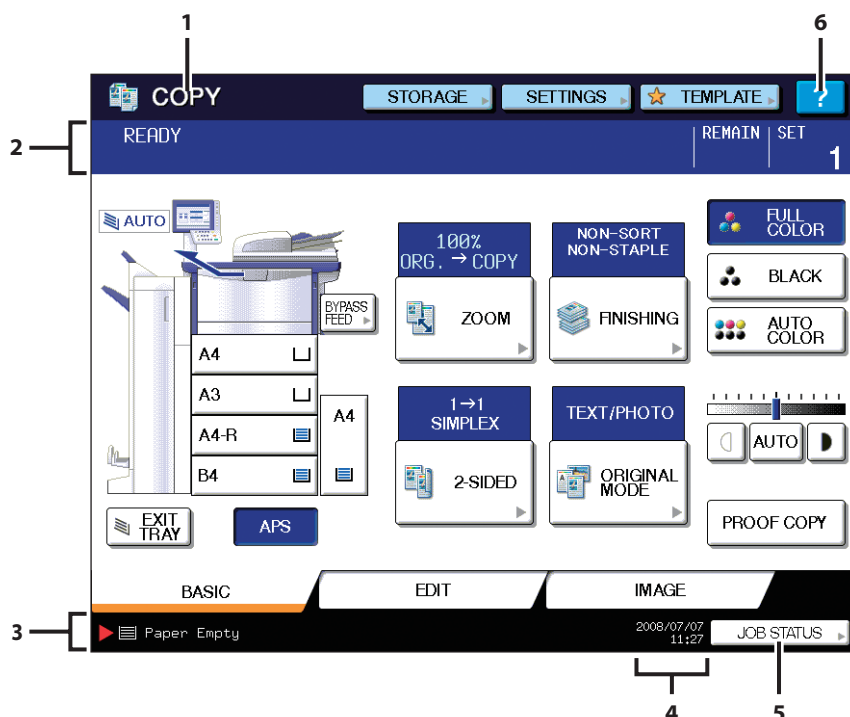 1
6
COPY
STORAGE
SETTINGS
TEMPLATE
?
2
READY
REMAIN
SET
1
AUTO
100%
ORG. → COPY
ZOOM
NON-SORT
NON-STAPLE
FINISHING
FULL
COLOR
BLACK
AUTO
COLOR
BYPASS
FEED
A4
A3
A4-R
B4
A4
1→1
SIMPLEX
2-SIDED
TEXT/PHOTO
ORIGINAL
MODE
AUTO
EXIT
TRAY
APS
PROOF COPY
BASIC
EDIT
IMAGE
3
Paper Empty
2008/07/07
11:27
JOB STATUS
4
5